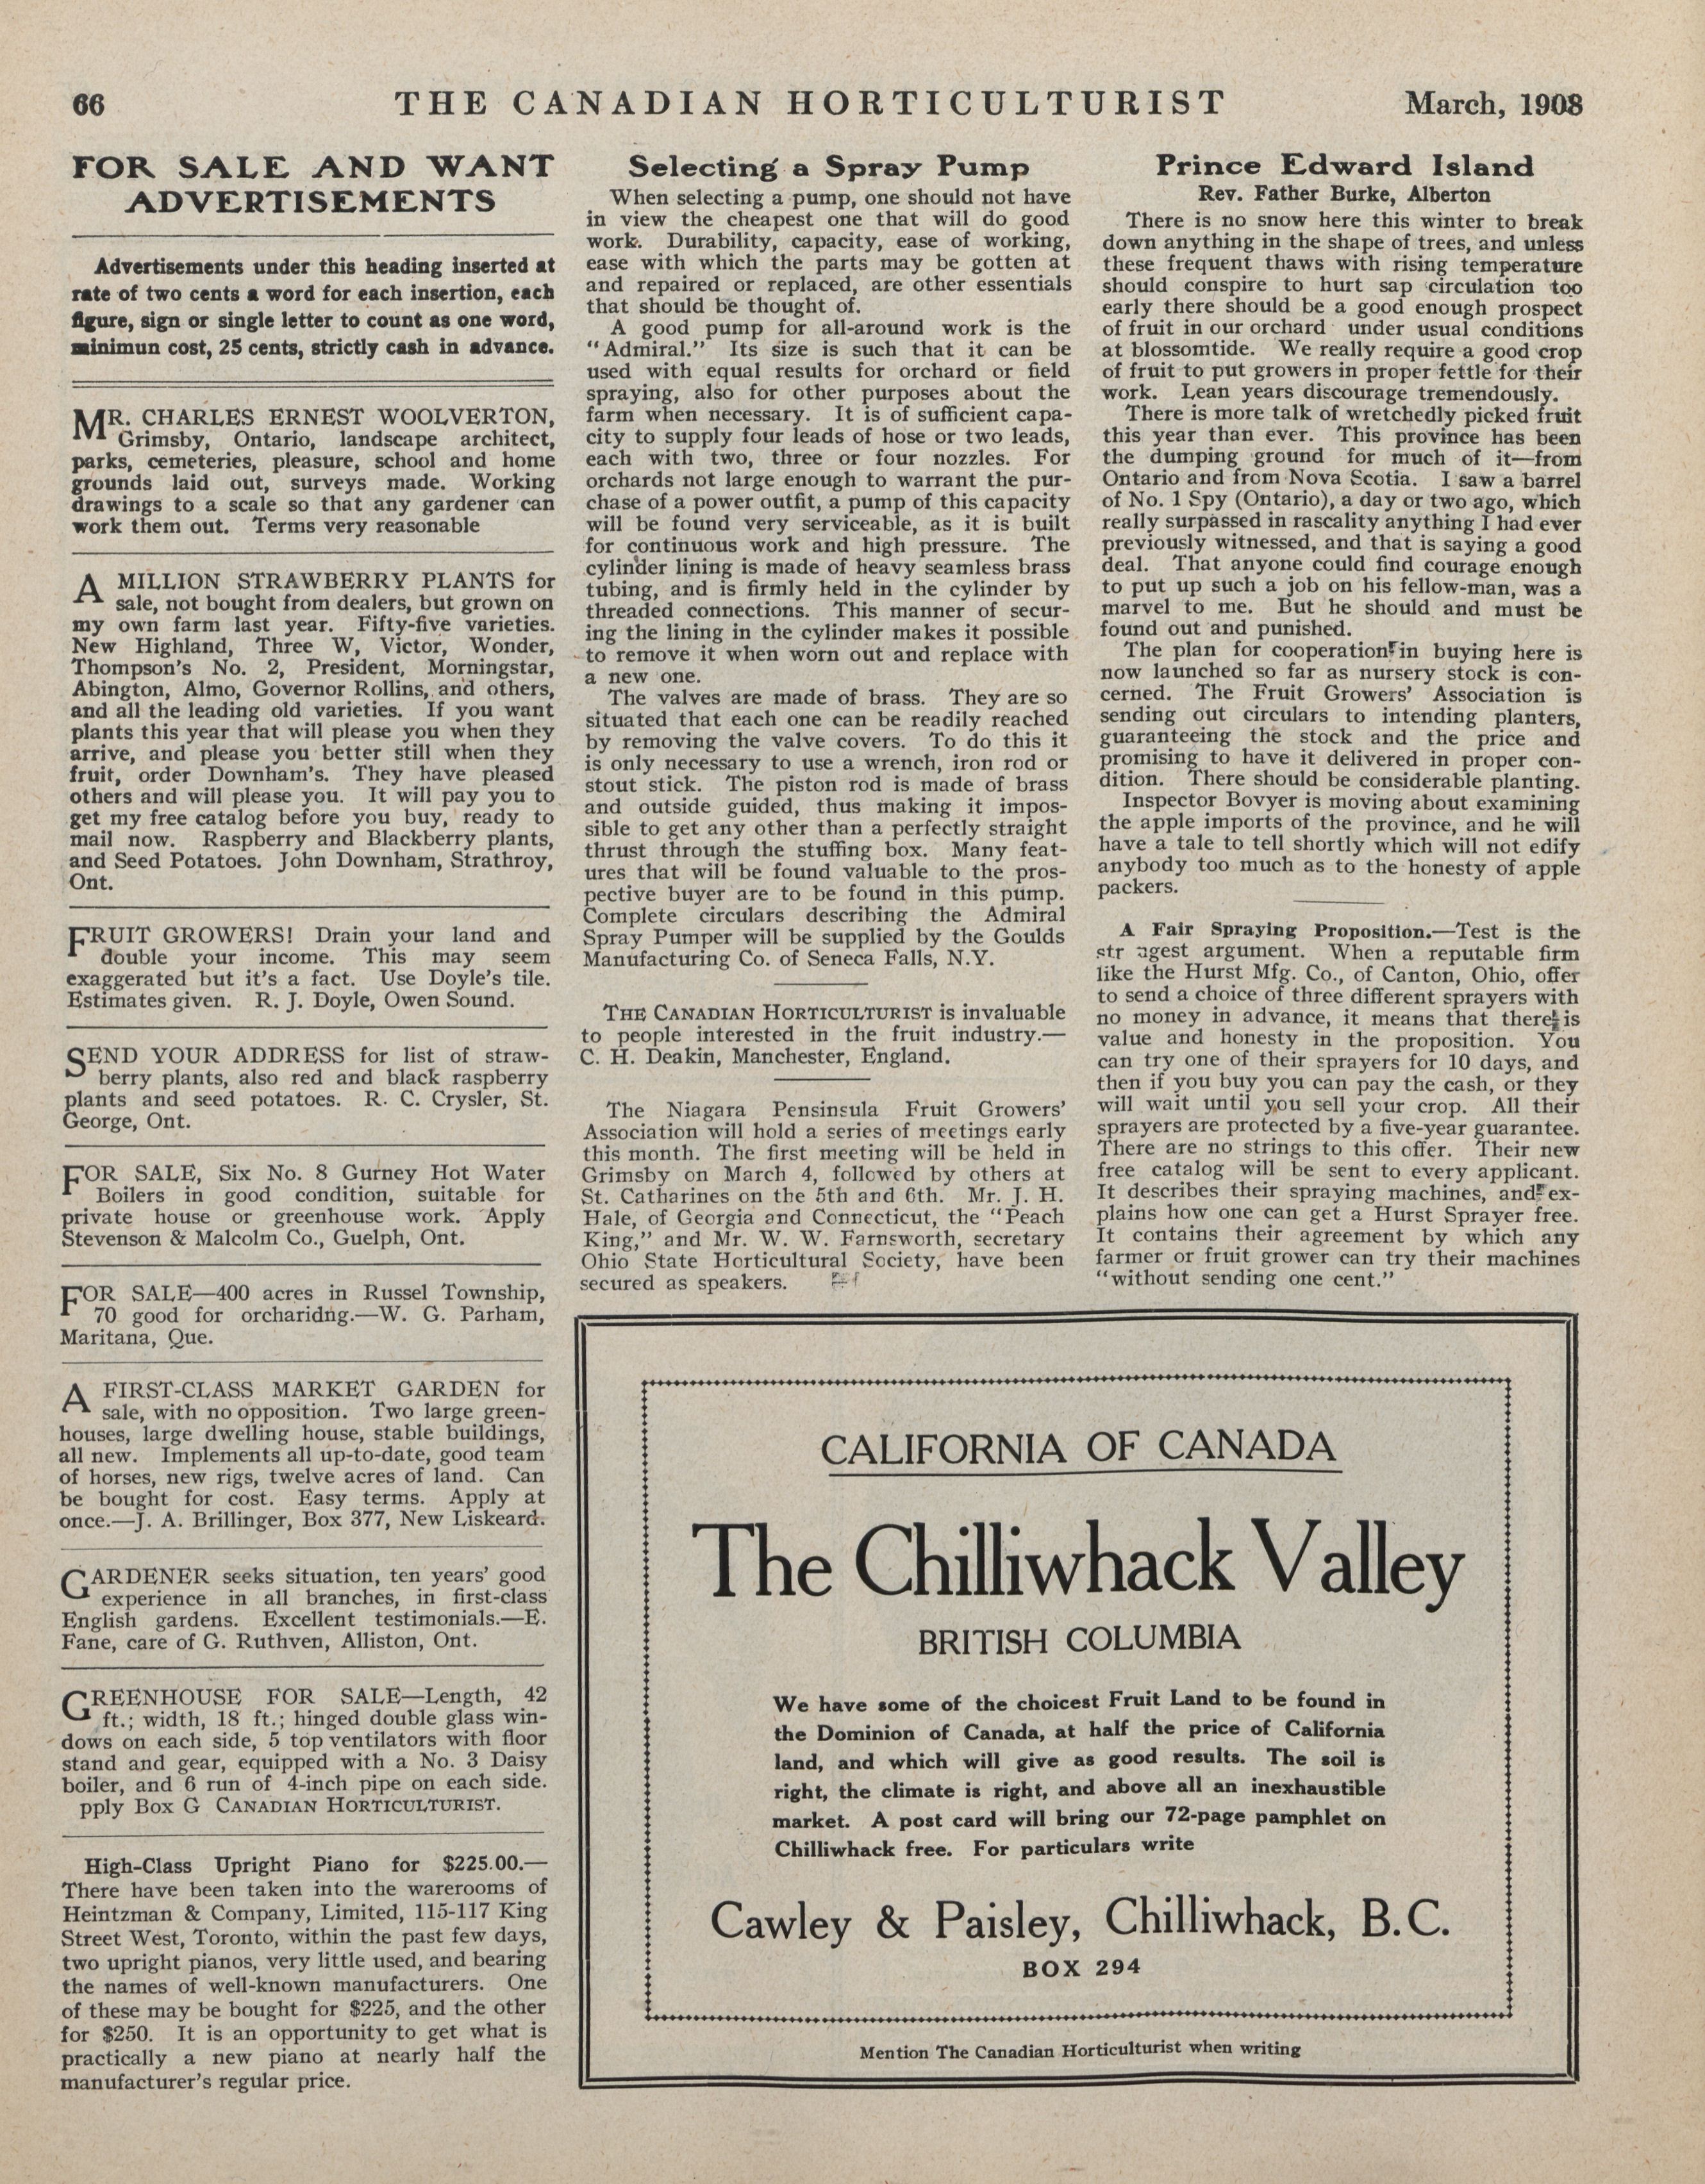 66
THE CANADIAN HORTICULTURIST
March, 1908
FOR SALE AND WANT
ADVERTISEMENTS
Advertisements under this heading inserted at
rate of two cents a word for each insertion, each
figure, sign or single letter to count as one word,
minimun cost, 25 cents, strictly cash in advance.
MR. CHARLES ERNEST WOOLVERTON,
Grimsby, Ontario, landscape architect,
parks, cemeteries, pleasure, school and home
grounds laid out, surveys made. Working
drawings to a scale so that any gardener can
work them out. Terms very reasonable
A MILLION STRAWBERRY PLANTS for
sale, not bought from dealers, but grown on
my own farm last year. Fifty-five varieties.
New Highland, Three W, Victor, Wonder,
Thompson's No. 2, President, Morningstar,
Abington, Almo, Governor Rollins, and others,
and all the leading old varieties. If you want
plants this year that will please you when they
arrive, and please you better still when they
fruit, order Downham's. They have pleased
others and will please you. It will pay you to
get my free catalog before you buy, ready to
mail now. Raspberry and Blackberry plants,
and Seed Potatoes. John Downham, Strathroy,
Ont.
FRUIT GROWERS! Drain your land and
double your income. This may seem
exaggerated but it's a fact. Use Doyle's tile.
Estimates given. R. J. Doyle, Owen Sound.
SEND YOUR ADDRESS for list of straw-
berry plants, also red and black raspberry
plants and seed potatoes. R. C. Crysler, St.
George, Ont.
FOR SALE, Six No. 8 Gurney Hot Water
Boilers in good condition, suitable for
private house or greenhouse work. Apply
Stevenson & Malcolm Co., Guelph, Ont.
FOR SALE—400 acres in Russel Township,
70 good for orcharidng.—W. G. Parham,
Maritana, Que.
A FIRST-CLASS MARKET GARDEN for
sale, with no opposition. Two large green-
houses, large dwelling house, stable buildings,
all new. Implements all up-to-date, good team
of horses, new rigs, twelve acres of land. Can
be bought for cost. Easy terms. Apply at
once.—J. A. Brillinger, Box 377, New Liskeard.
GARDENER seeks situation, ten years' good
experience in all branches, in first-class
English gardens. Excellent testimonials.—E.
Fane, care of G. Ruthven, Alliston, Ont.
GREENHOUSE FOR SALE—Length, 42
ft.; width, 18 ft.; hinged double glass win-
dows on each side, 5 top ventilators with floor
stand and gear, equipped with a No. 3 Daisy
boiler, and 6 run of 4-inch pipe on each side.
pply Box G CANADIAN HORTICULTURIST.
High-Class Upright Piano for $225.00.—
There have been taken into the warerooms of
Heintzman & Company, Limited, 115-117 King
Street West, Toronto, within the past few days,
two upright pianos, very little used, and bearing
the names of well-known manufacturers. One
of these may be bought for $225, and the other
for $250. It is an opportunity to get what is
practically a new piano at nearly half the
manufacturer's regular price.
Selecting a Spray Pump
When selecting a pump, one should not have
in view the cheapest one that will do good
work. Durability, capacity, ease of working,
ease with which the parts may be gotten at
and repaired or replaced, are other essentials
that should be thought of.
A good pump for all-around work is the
"Admiral." Its size is such that it can be
used with equal results for orchard or field
spraying, also for other purposes about the
farm when necessary. It is of sufficient capa-
city to supply four leads of hose or two leads,
each with two, three or four nozzles. For
orchards not large enough to warrant the pur-
chase of a power outfit, a pump of this capacity
will be found very serviceable, as it is built
for continuous work and high pressure. The
cylinder lining is made of heavy seamless brass
tubing, and is firmly held in the cylinder by
threaded connections. This manner of secur-
ing the lining in the cylinder makes it possible
to remove it when worn out and replace with
a new one.
The valves are made of brass. They are so
situated that each one can be readily reached
by removing the valve covers. To do this it
is only necessary to use a wrench, iron rod or
stout stick. The piston rod is made of brass
and outside guided, thus making it impos-
sible to get any other than a perfectly straight
thrust through the stuffing box. Many feat-
ures that will be found valuable to the pros-
pective buyer are to be found in this pump.
Complete circulars describing the Admiral
Spray Pumper will be supplied by the Goulds
Manufacturing Co. of Seneca Falls, N.Y.
THE CANADIAN HORTICULTURIST is invaluable
to people interested in the fruit industry.—
C. H. Deakin, Manchester, England.
The Niagara Pensinsula Fruit Growers'
Association will hold a series of meetings early
this month. The first meeting will be held in
Grimsby on March 4, followed by others at
St. Catharines on the 5th and 6th. Mr. J. H.
Hale, of Georgia and Connecticut, the "Peach
King," and Mr. W. W. Farnsworth, secretary
Ohio State Horticultural Society, have been
secured as speakers.
Prince Edward Island
Rev. Father Burke, Alberton
There is no snow here this winter to break
down anything in the shape of trees, and unless
these frequent thaws with rising temperature
should conspire to hurt sap circulation too
early there should be a good enough prospect
of fruit in our orchard under usual conditions
at blossomtide. We really require a good crop
of fruit to put growers in proper fettle for their
work. Lean years discourage tremendously.
There is more talk of wretchedly picked fruit
this year than ever. This province has been
the dumping ground for much of it—from
Ontario and from Nova Scotia. I saw a barrel
of No. 1 Spy (Ontario), a day or two ago, which
really surpassed in rascality anything I had ever
previously witnessed, and that is saying a good
deal. That anyone could find courage enough
to put up such a job on his fellow-man, was a
marvel to me. But he should and must be
found out and punished.
The plan for cooperation in buying here is
now launched so far as nursery stock is con-
cerned. The Fruit Growers' Association is
sending out circulars to intending planters,
guaranteeing the stock and the price and
promising to have it delivered in proper con-
dition. There should be considerable planting.
Inspector Bovyer is moving about examining
the apple imports of the province, and he will
have a tale to tell shortly which will not edify
anybody too much as to the honesty of apple
packers.
A Fair Spraying Proposition.—Test is the
argument. When a reputable firm
like the Hurst Mfg. Co., of Canton, Ohio, offer
to send a choice of three different sprayers with
no money in advance, it means that there is
value and honesty in the proposition. You
can try one of their sprayers for 10 days, and
then if you buy you can pay the cash, or they
will wait until you sell your crop. All their
sprayers are protected by a five-year guarantee.
There are no strings to this offer. Their new
free catalog will be sent to every applicant.
It describes their spraying machines, and ex-
plains how one can get a Hurst Sprayer free.
It contains their agreement by which any
farmer or fruit grower can try their machines
"without sending one cent."
CALIFORNIA OF CANADA
The Chilliwhack Valley
BRITISH COLUMBIA
We have some of the choicest Fruit Land to be found in
the Dominion of Canada, at half the price of California
land, and which will give as good results. The soil is
right, the climate is right, and above all an inexhaustible
market. A post card will bring our 72-page pamphlet on
Chilliwhack free. For particulars write
Cawley & Paisley, Chilliwhack, B.C.
BOX 294
Mention The Canadian Horticulturist when writing